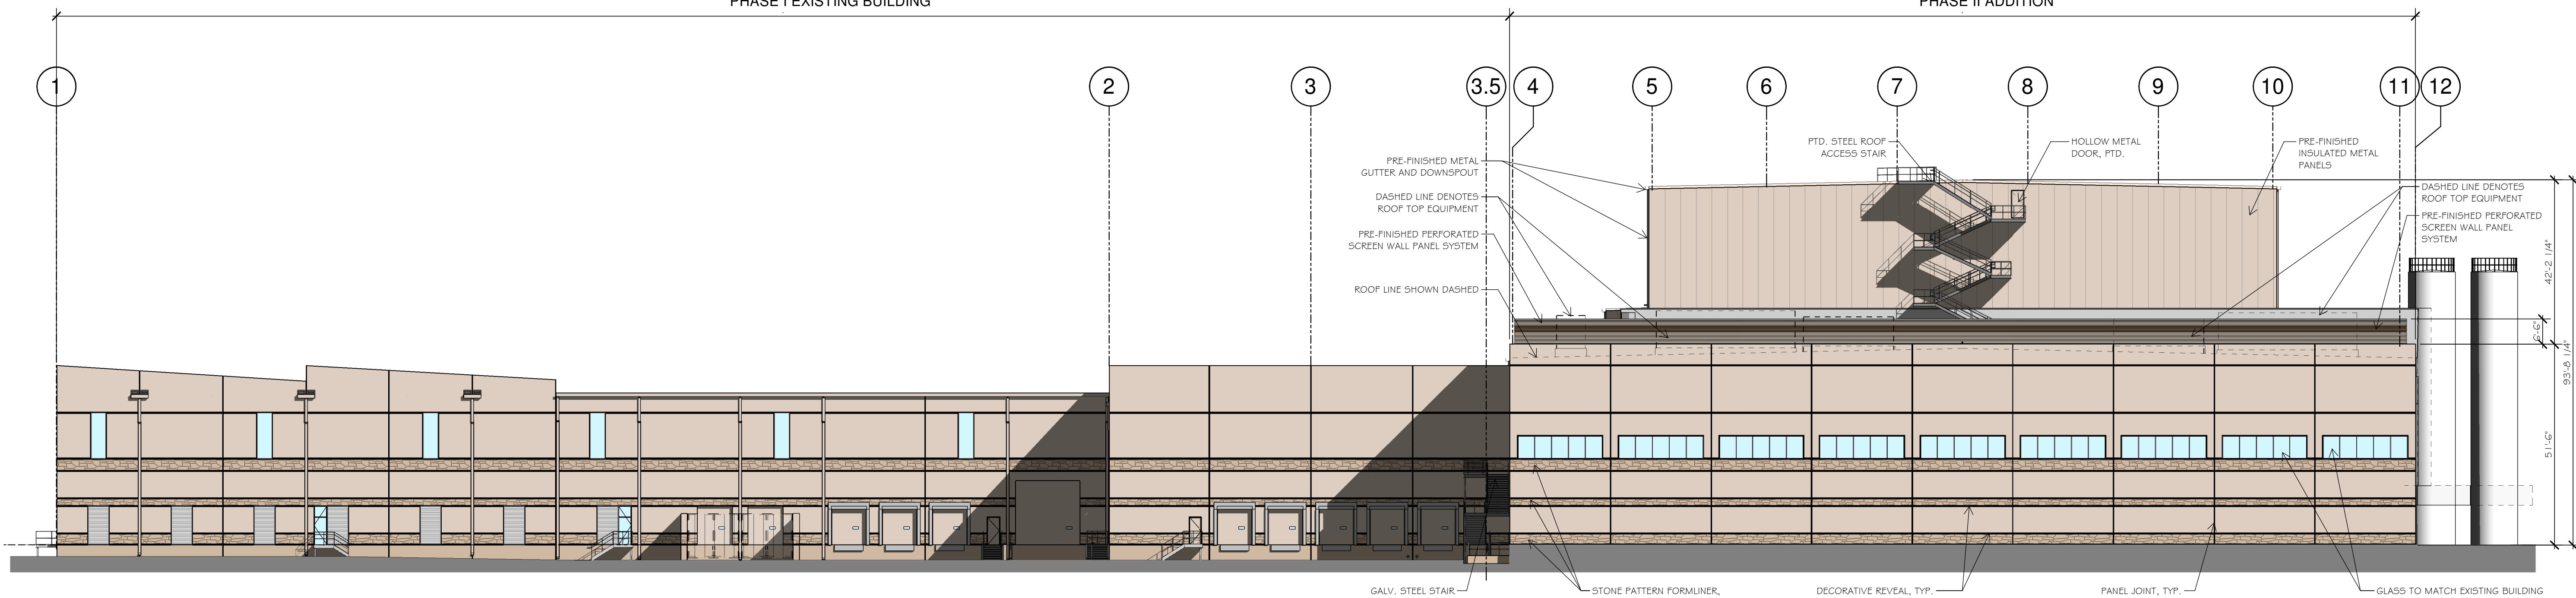 PHASE I EXISTING BUILDING
PHASE II ADDITION
1
2
3
3.5
4
5
6
7
8
9
10
11
12
PRE-FINISHED METAL
GUTTER AND DOWNSPOUT
DASHED LINE DENOTES
ROOF TOP EQUIPMENT
PRE-FINISHED PERFORATED
SCREEN WALL PANEL SYSTEM
ROOF LINE SHOWN DASHED
PTD. STEEL ROOF
ACCESS STAIR
HOLLOW METAL
DOOR, PTD.
PRE-FINISHED
INSULATED METAL
PANELS
DASHED LINE DENOTES
ROOF TOP EQUIPMENT
PRE-FINISHED PERFORATED
SCREEN WALL PANEL
SYSTEM
42'-2 1/4"
6'-6"
93'-8 1/4"
51'-6"
GALV. STEEL STAIR
STONE PATTERN FORMLINER,
DECORATIVE REVEAL, TYP.
PANEL JOINT, TYP.
GLASS TO MATCH EXISTING BUILDING